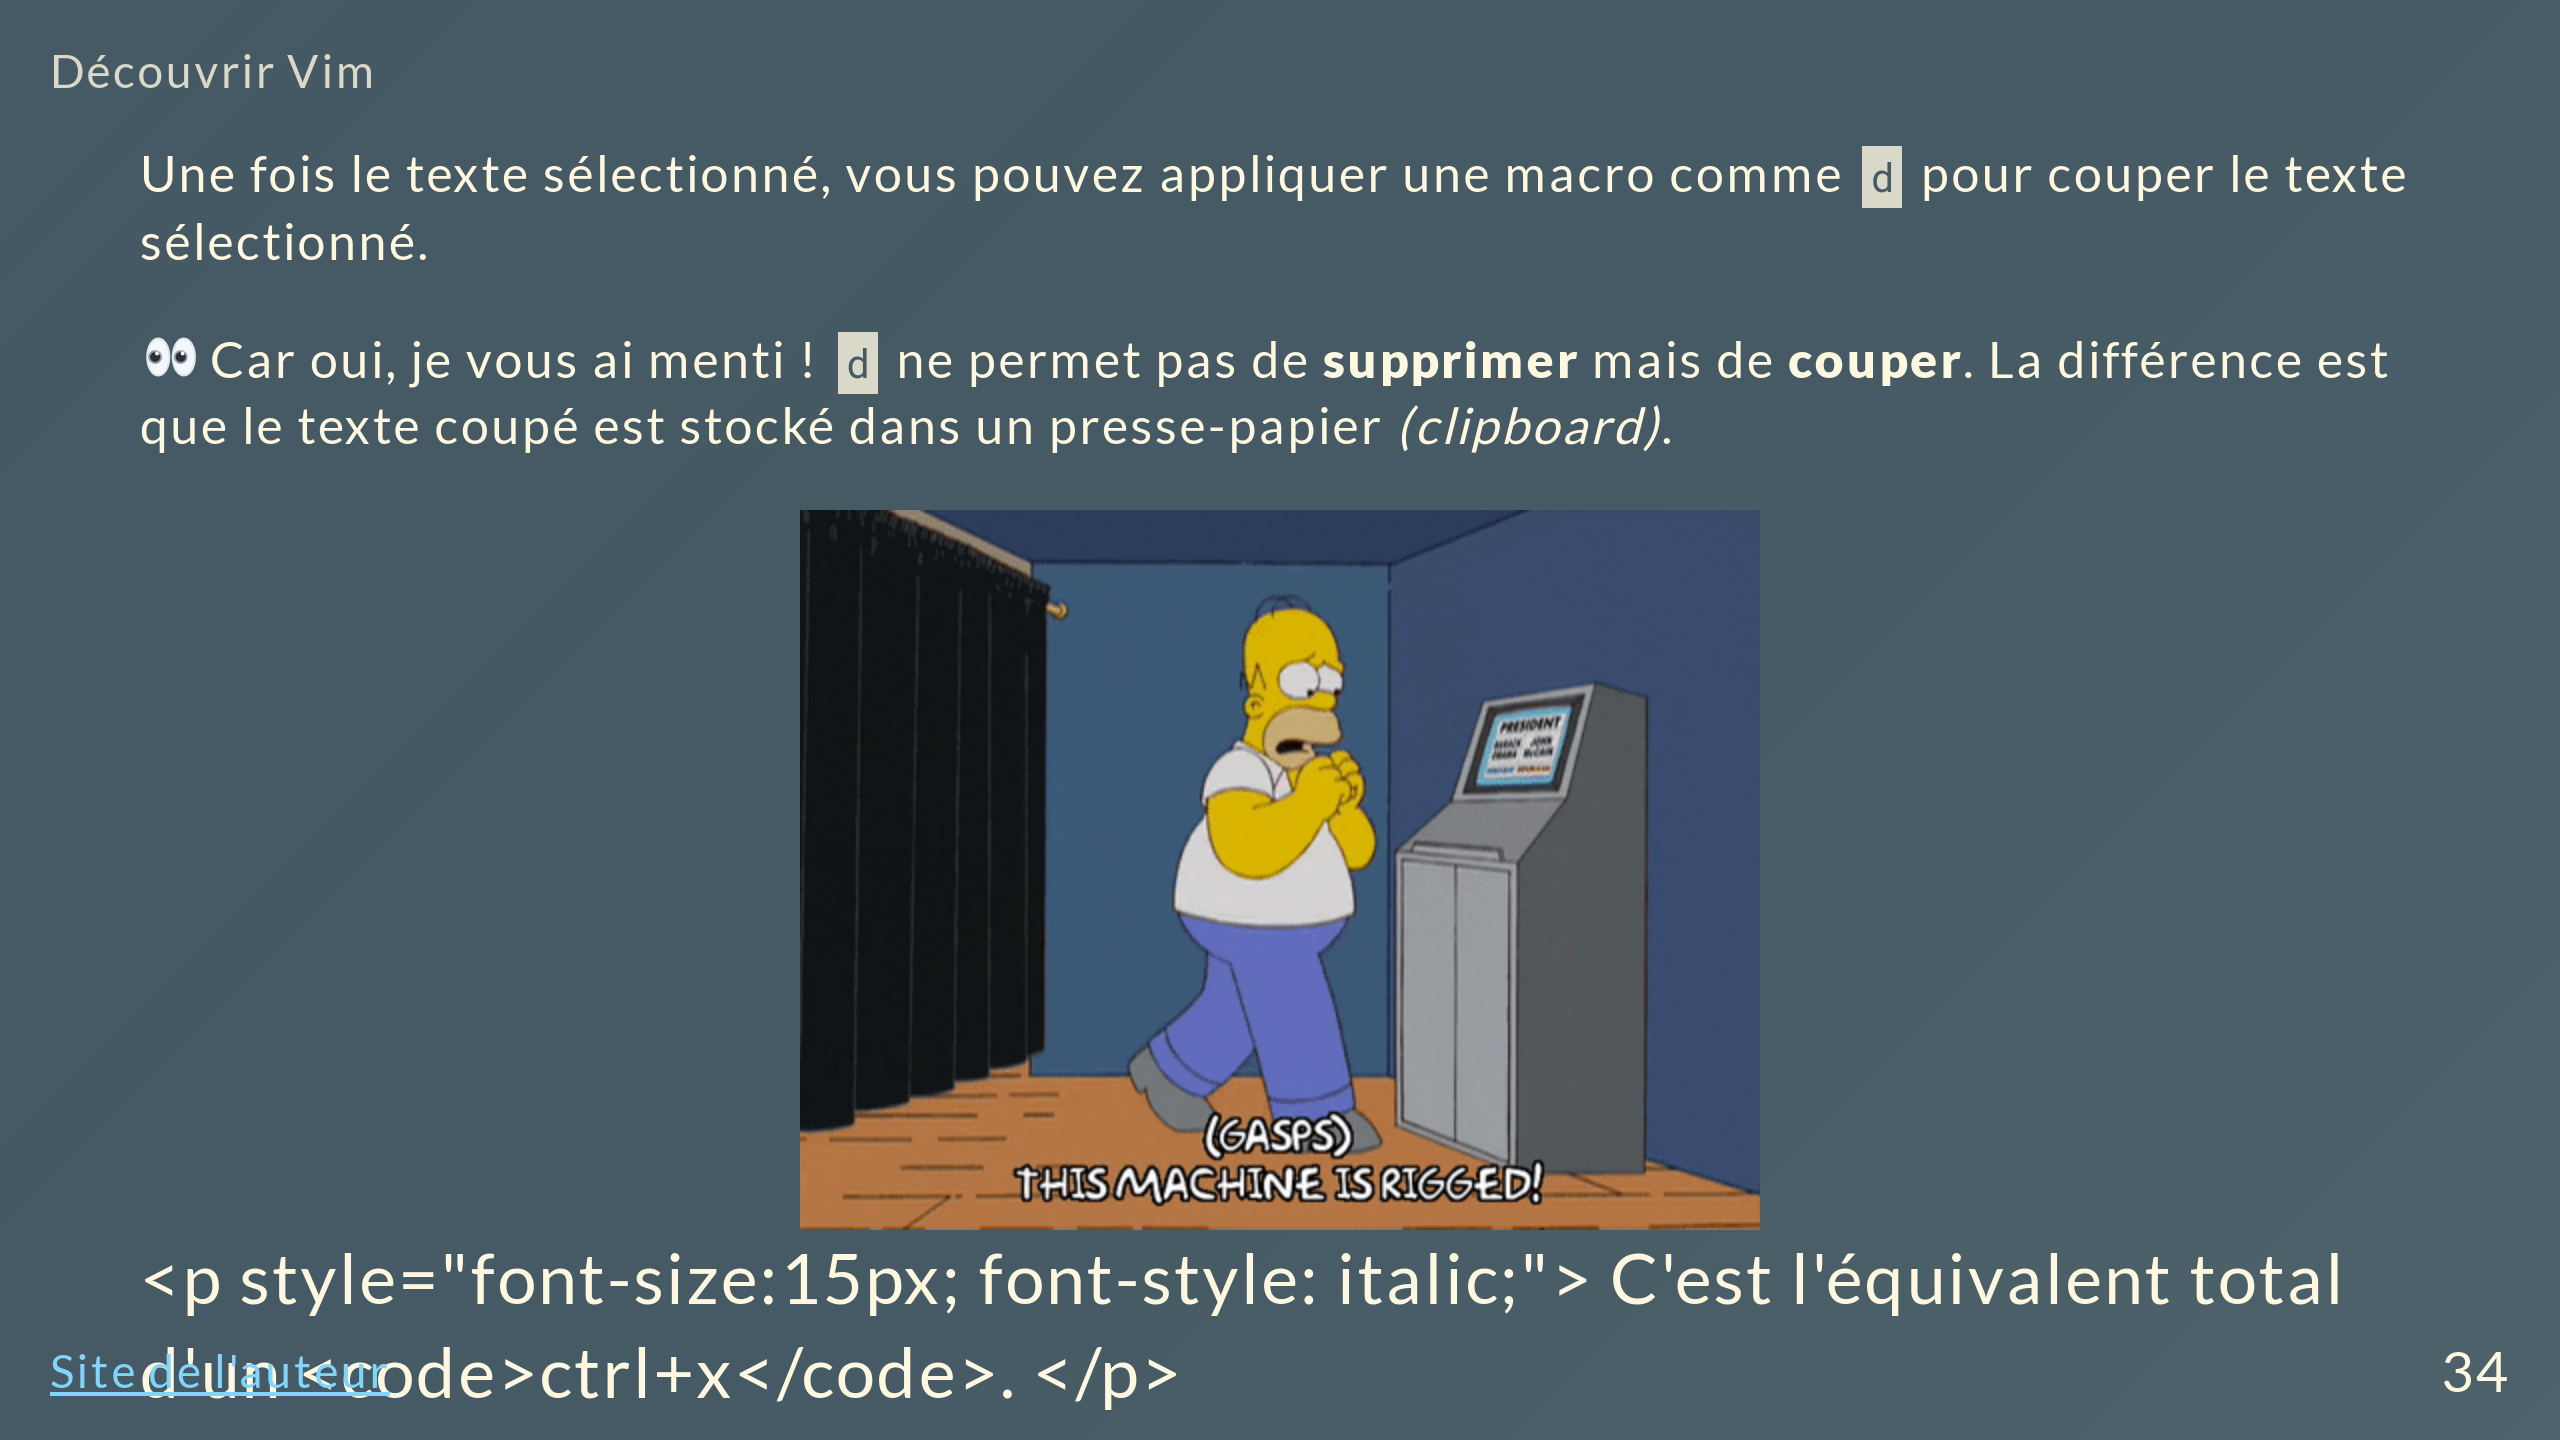 Découvrir Vim
Une fois le texte sélectionné, vous pouvez appliquer une macro comme d pour couper le texte
sélectionné.
👀 Car oui, je vous ai menti ! d ne permet pas de supprimer mais de couper. La différence est
que le texte coupé est stocké dans un presse-papier (clipboard).
PRESIDENT
JOHN
McCAIN
(GASPS)
THIS MACHINE IS RIGGED!
<p style="font-size:15px; font-style: italic;"> C'est l'équivalent total
d'un <code>ctrl+x</code>. </p>
Site de l'auteur
34